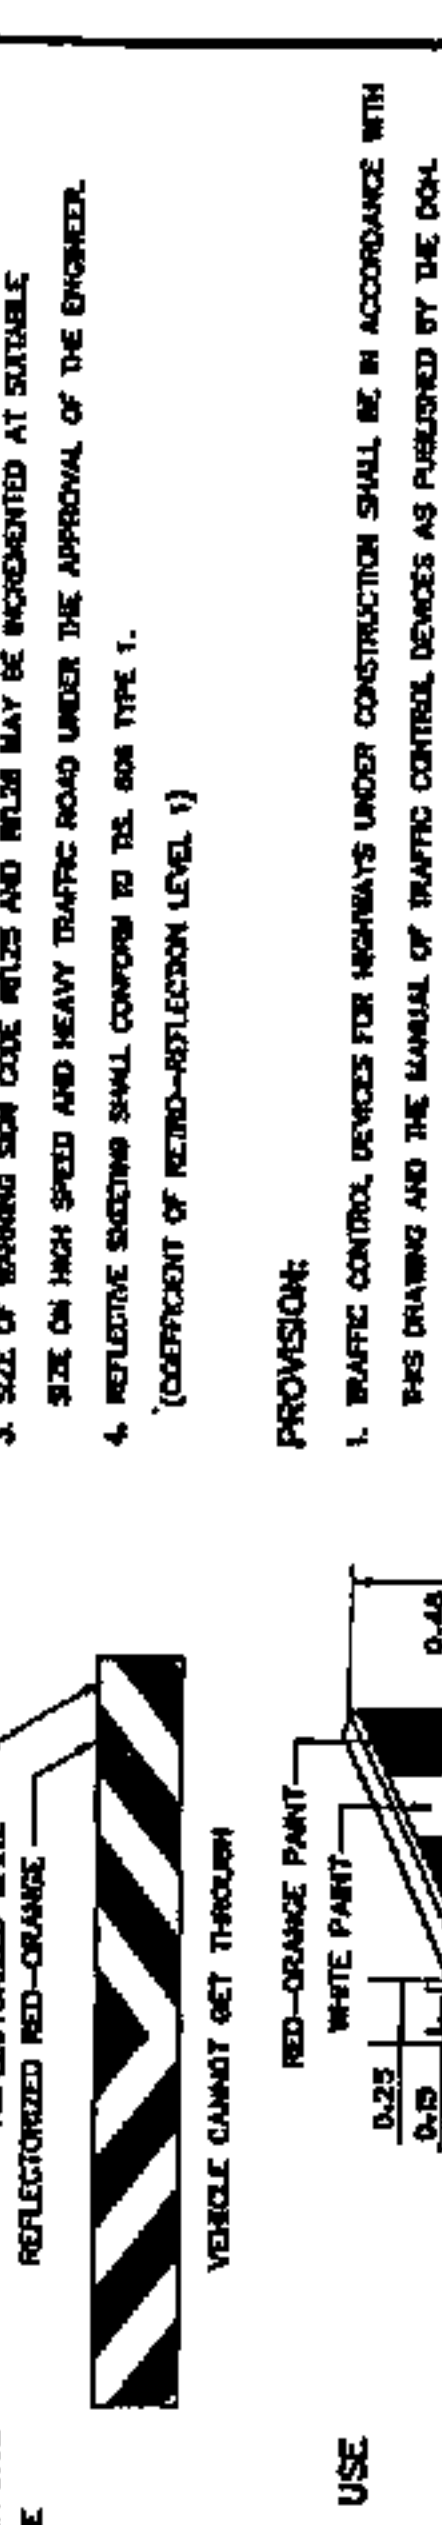 3. SIZE OF WARNING SIGN CODE AND MAY BE INCREMENTED AT SUITABLE
SIZE ON HIGH SPEED AND HEAVY TRAFFIC ROAD UNDER THE APPROVAL OF THE ENGINEER.
4. REFLECTIVE SHEETING SHALL CONFORM TO TIS. 606 TYPE 1.
(COEFFICIENT OF RETRO-REFLECTION LEVEL 1)
PROVISION:
1. TRAFFIC CONTROL DEVICES FOR HIGHWAYS UNDER CONSTRUCTION SHALL BE IN ACCORDANCE WITH
THIS DRAWING AND THE MANUAL OF TRAFFIC CONTROL DEVICES AS PUBLISHED BY THE DOH.
REFLECTORIZED RED-ORANGE
VEHICLE CANNOT GET THROUGH
RED-ORANGE PAINT
WHITE PAINT
0.25
0.15
0.48
USE